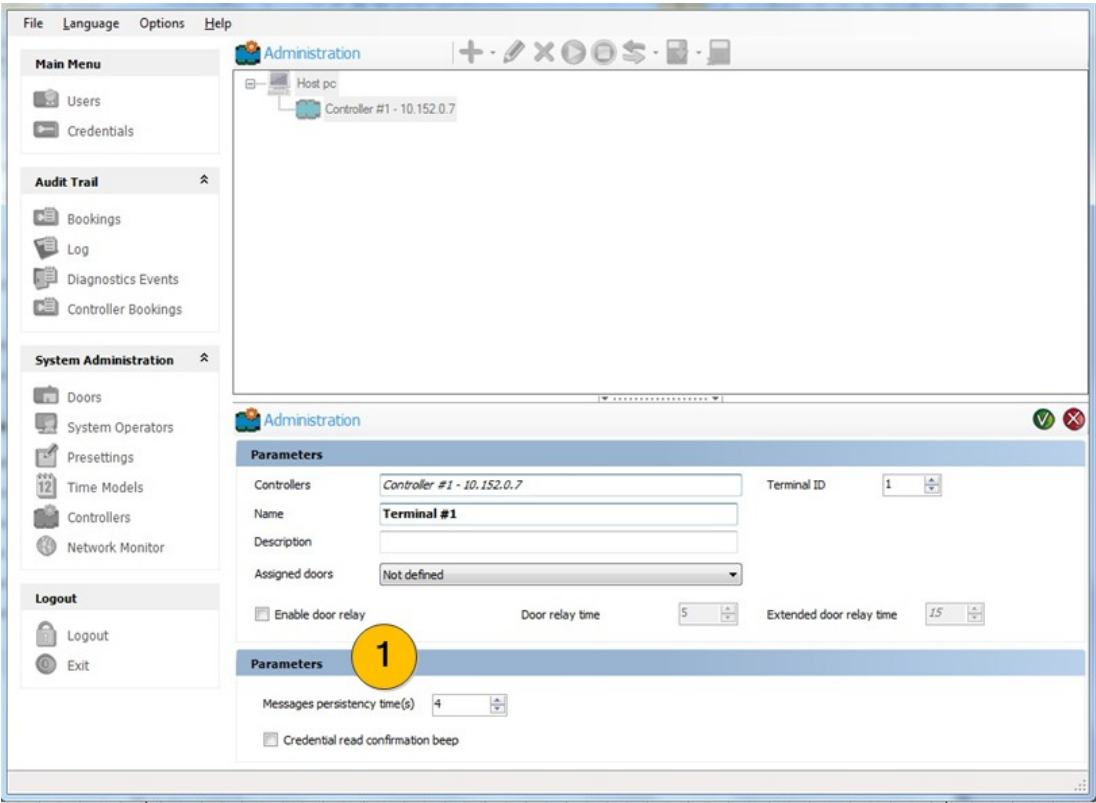 File Language Options Help
Main Menu
Users
Credentials
Audit Trail
Bookings
Log
Diagnostics Events
Controller Bookings
System Administration
Doors
System Operators
Presettings
12 Time Models
Controllers
Network Monitor
Logout
Logout
Exit
Administration
Host pc
Controller #1 - 10.152.0.7
Administration
Parameters
Controllers Controller #1 - 10.152.0.7 Terminal ID 1
Name Terminal #1
Description
Assigned doors Not defined
Enable door relay Door relay time 5 Extended door relay time 15
Parameters 1
Messages persistency time(s) 4
Credential read confirmation beep